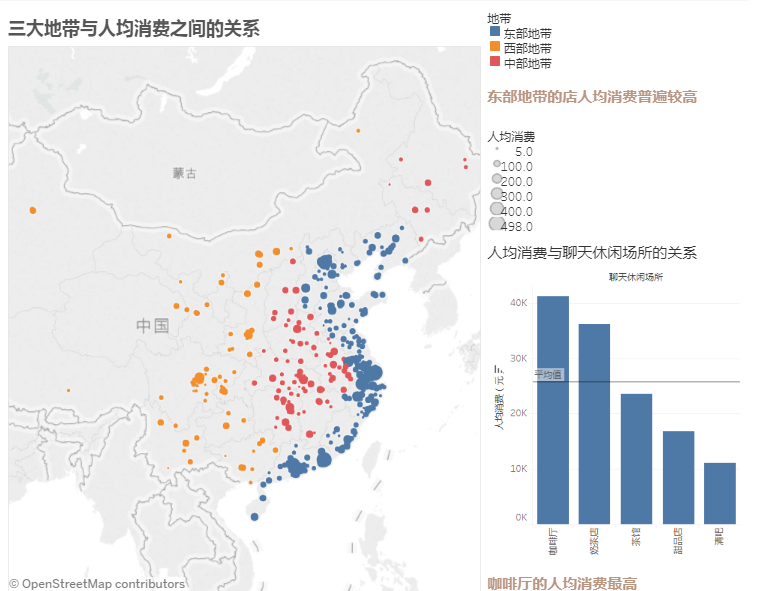 三大地带与人均消费之间的关系
蒙古
中国
© OpenStreetMap contributors
地带
东部地带
西部地带
中部地带
东部地带的店人均消费普遍较高
人均消费
5.0
100.0
200.0
300.0
400.0
498.0
人均消费与聊天休闲场所的关系
聊天休闲场所
40K
30K
平均值
20K
10K
0K
人均消费（元
咖啡厅
奶茶店
茶馆
甜品店
清吧
咖啡厅的人均消费最高